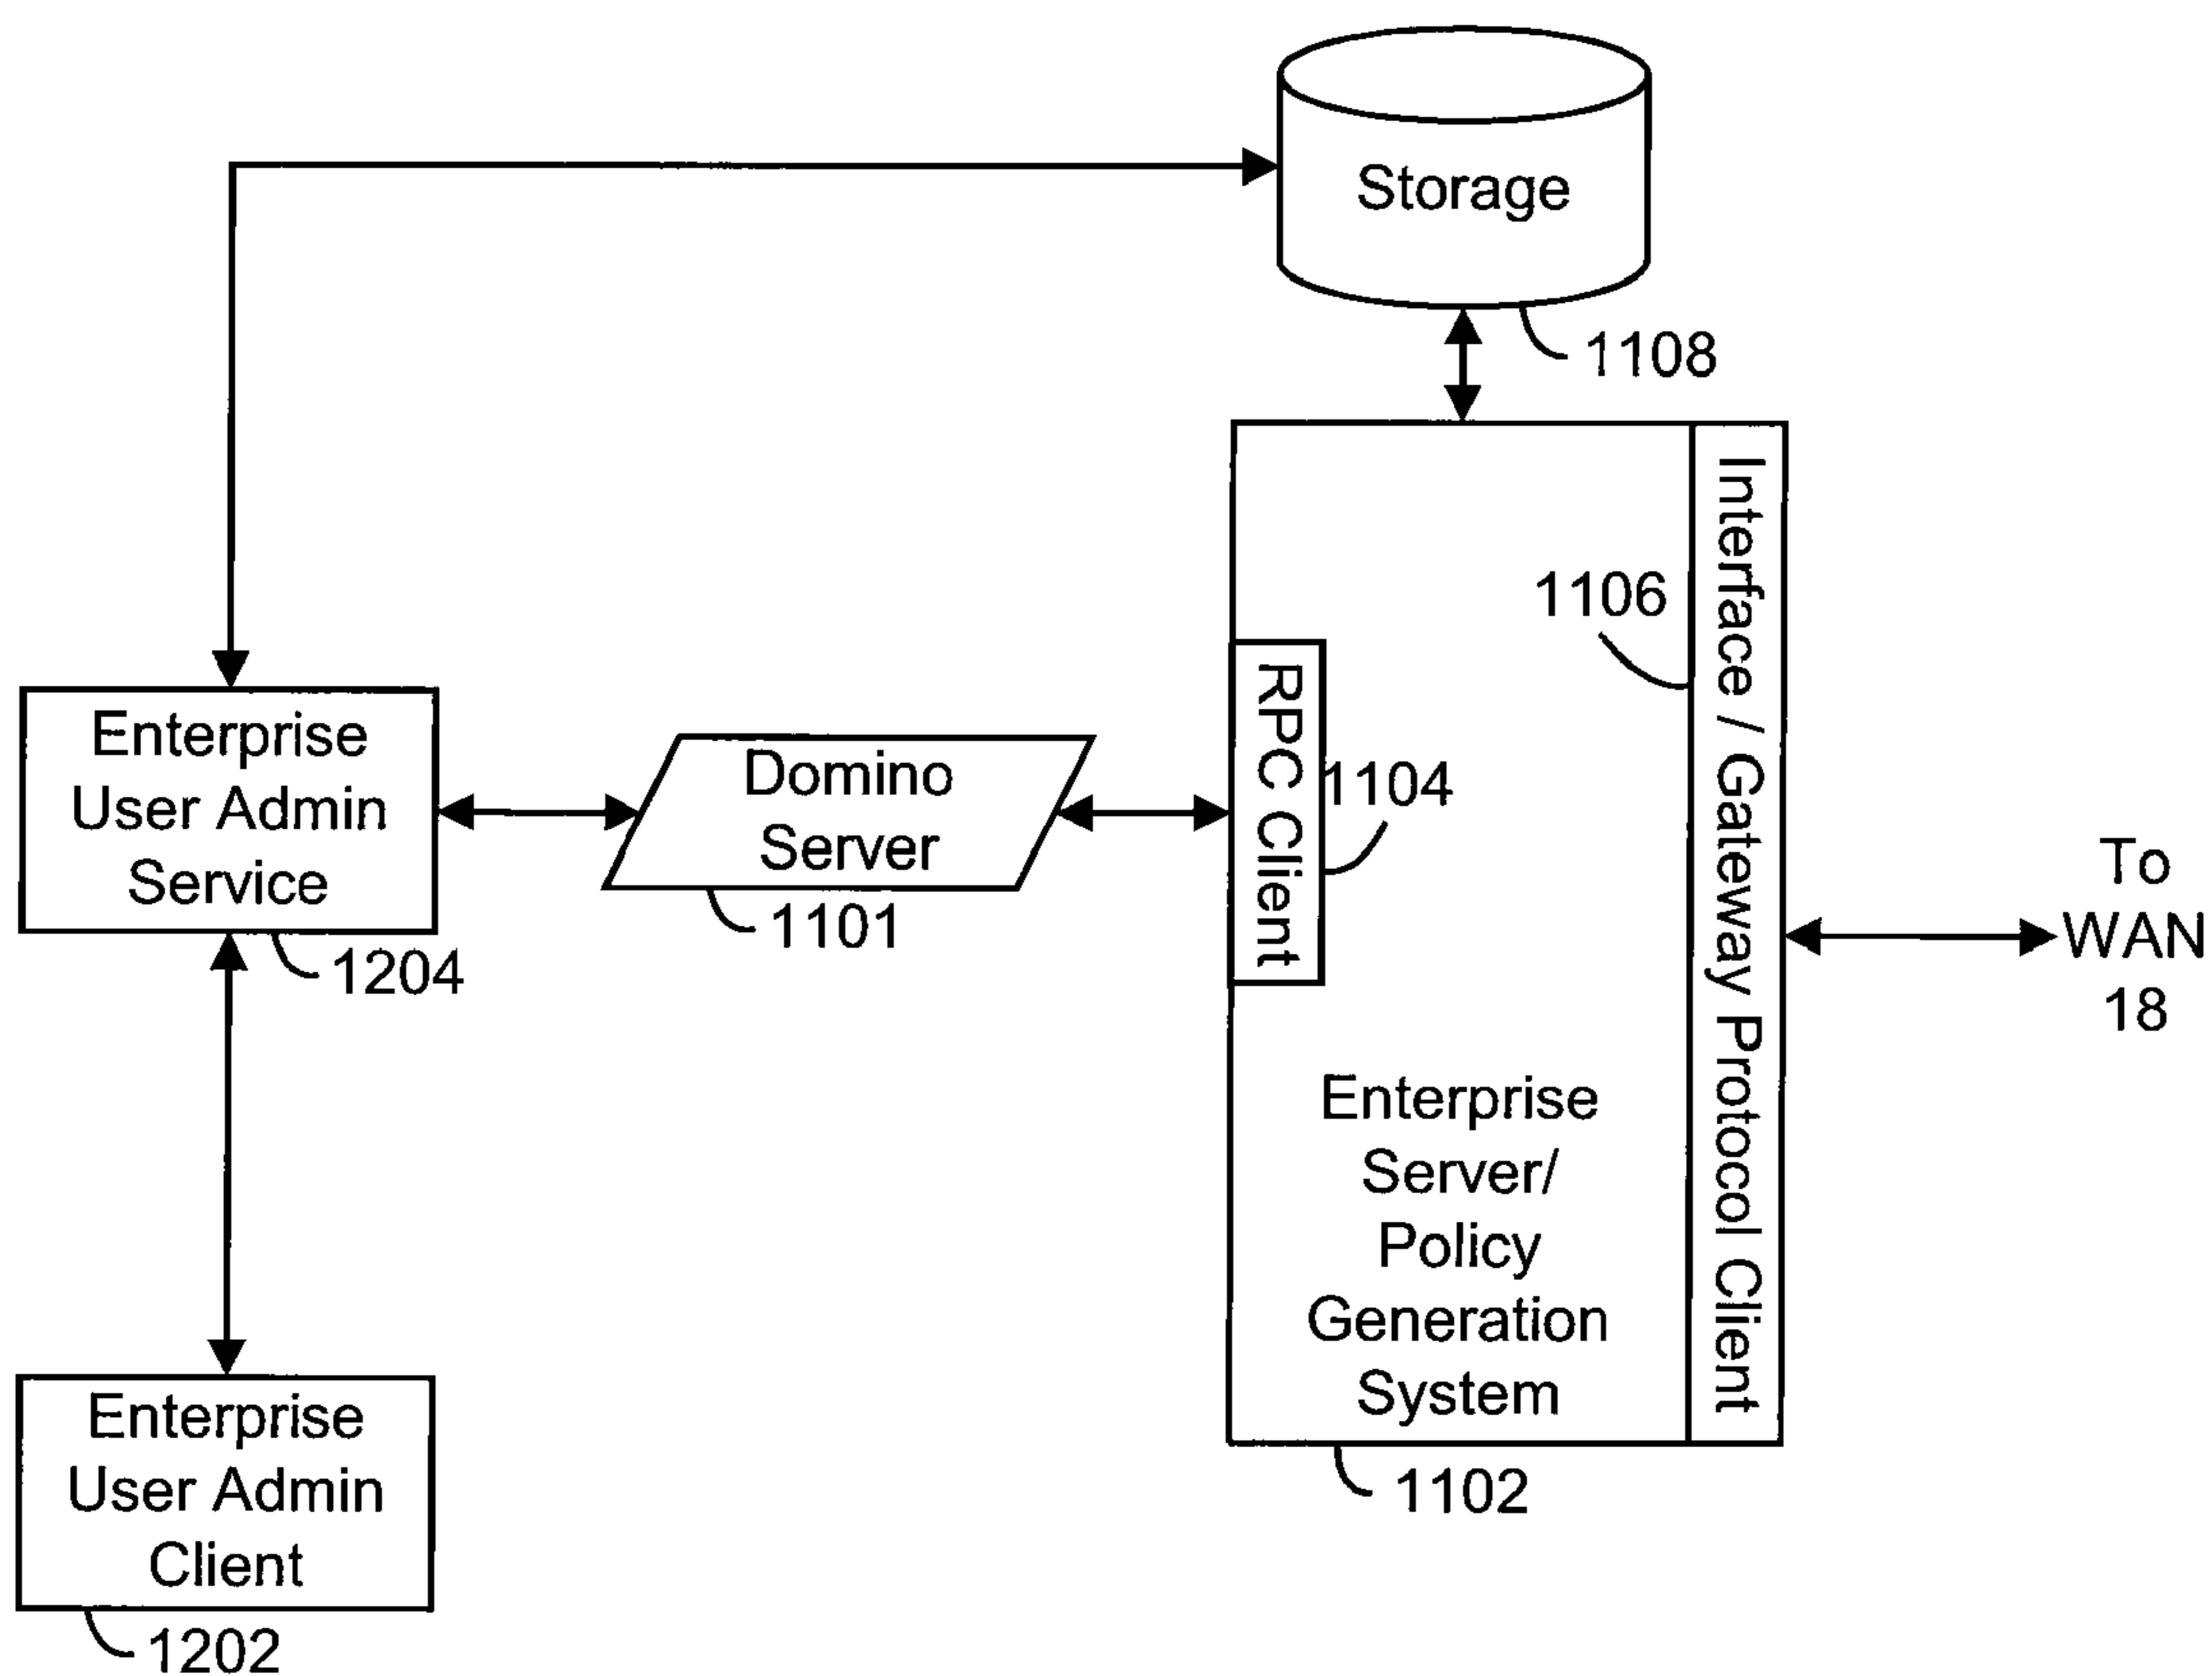 Storage
1108
Interface / Gateway Protocol Client
1106
RPC Client
1104
Enterprise
User Admin
Service
1204
Domino
Server
1101
To
WAN
18
Enterprise
Server/
Policy
Generation
System
1102
Enterprise
User Admin
Client
1202